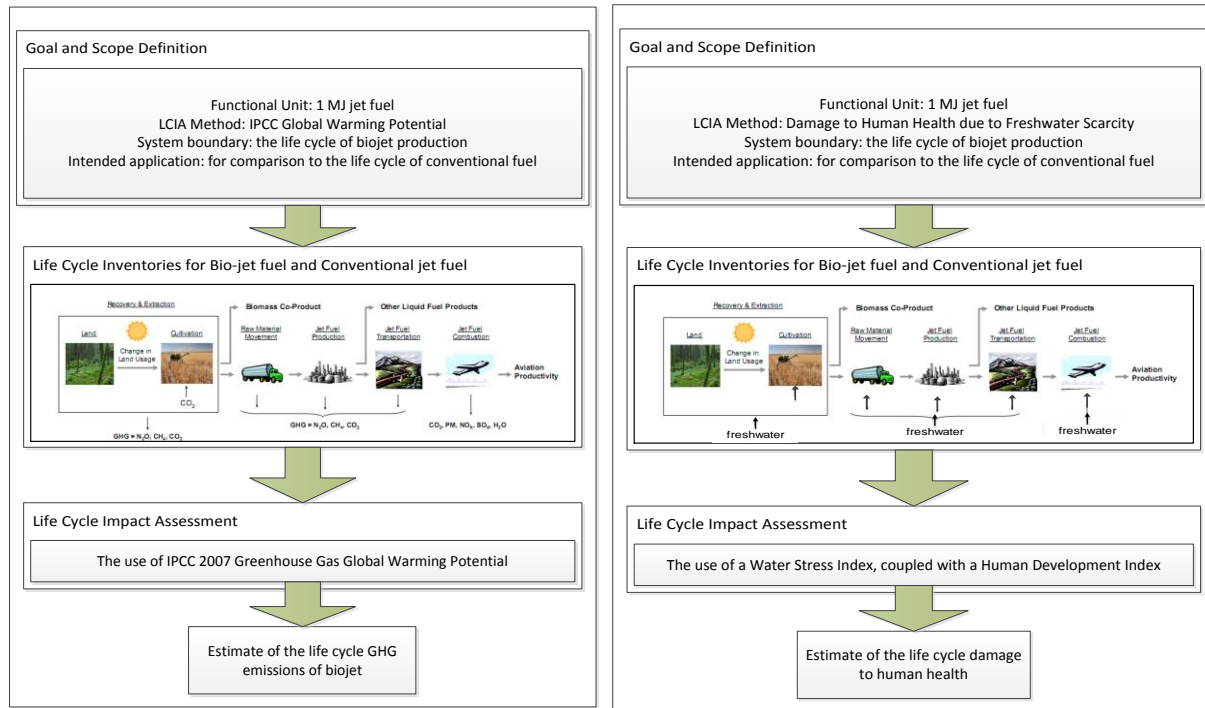 Goal and Scope Definition
Functional Unit: 1 MJ jet fuel
LCIA Method: IPCC Global Warming Potential
System boundary: the life cycle of biojet production
Intended application: for comparison to the life cycle of conventional fuel
Life Cycle Inventories for Bio-jet fuel and Conventional jet fuel
Recovery & Extraction
Biomass Co-Product
Other Liquid Fuel Products
Land
Cultivation
Raw Material
Movement
Jet Fuel
Production
Jet Fuel
Transportation
Jet Fuel
Combustion
Change in
Land Usage
Aviation
Productivity
CO₂
GHG = N₂O, CH₄, CO₂
GHG = N₂O, CH₄, CO₂
CO₂, PM, NOₓ, SOₓ, H₂O
Life Cycle Impact Assessment
The use of IPCC 2007 Greenhouse Gas Global Warming Potential
Estimate of the life cycle GHG
emissions of biojet
Goal and Scope Definition
Functional Unit: 1 MJ jet fuel
LCIA Method: Damage to Human Health due to Freshwater Scarcity
System boundary: the life cycle of biojet production
Intended application: for comparison to the life cycle of conventional fuel
Life Cycle Inventories for Bio-jet fuel and Conventional jet fuel
Recovery & Extraction
Biomass Co-Product
Other Liquid Fuel Products
Land
Cultivation
Raw Material
Movement
Jet Fuel
Production
Jet Fuel
Transportation
Jet Fuel
Combustion
Change in
Land Usage
Aviation
Productivity
freshwater
freshwater
freshwater
Life Cycle Impact Assessment
The use of a Water Stress Index, coupled with a Human Development Index
Estimate of the life cycle damage
to human health